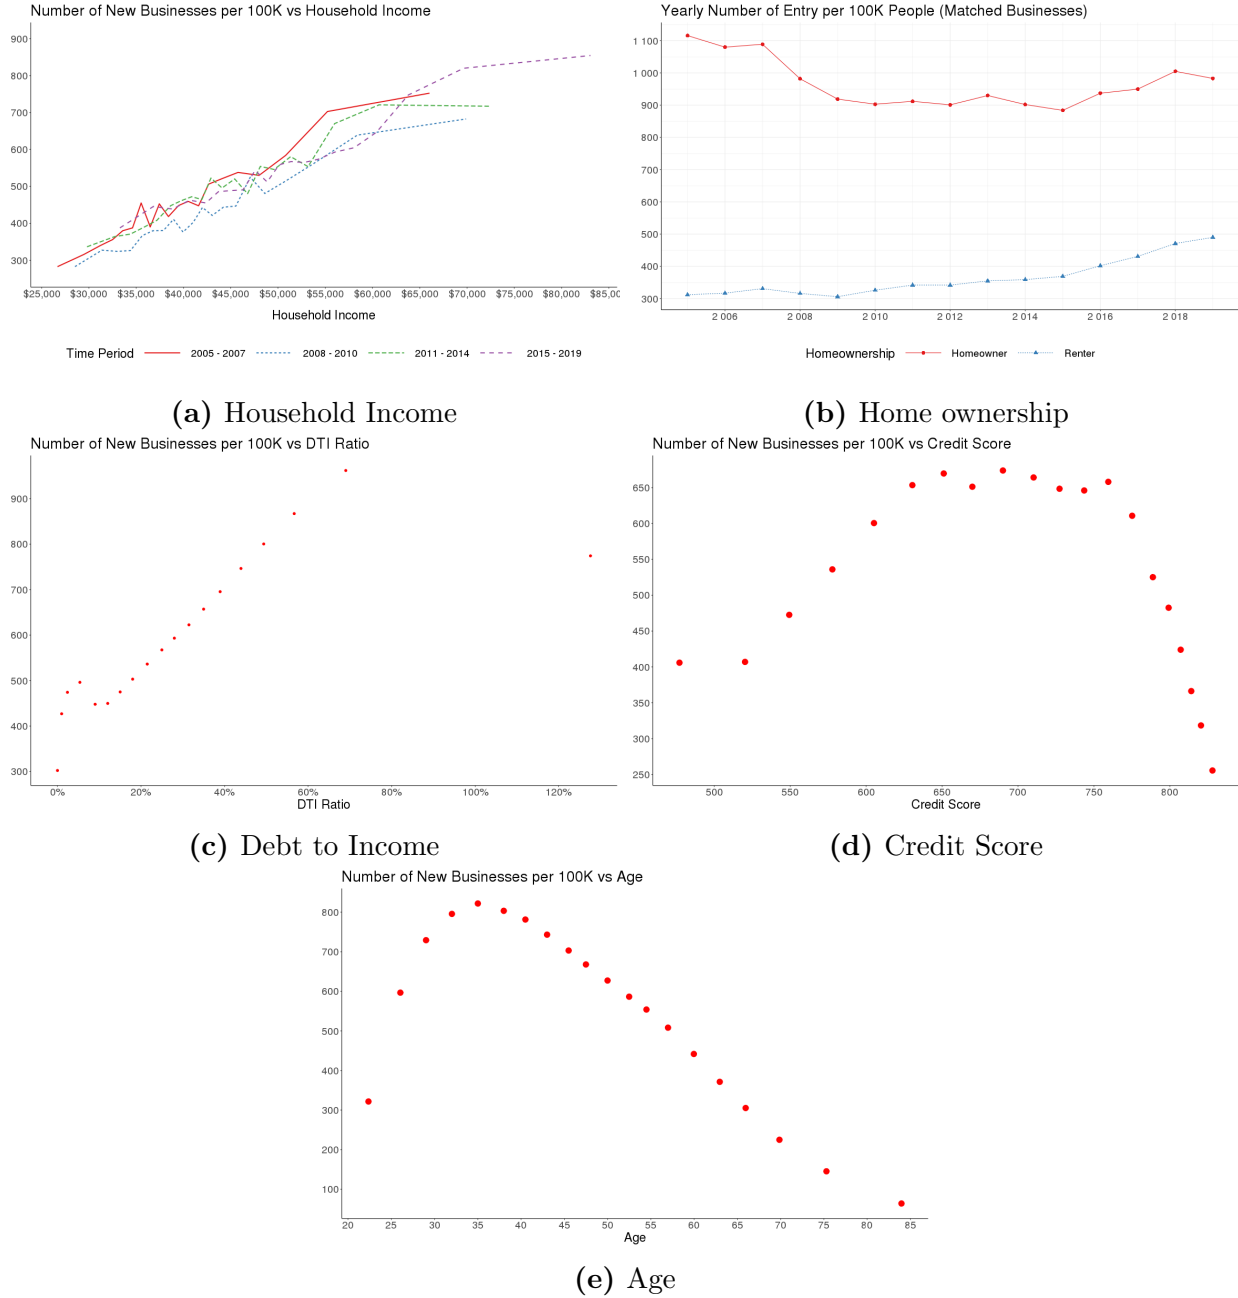 Number of New Businesses per 100K vs Household Income
900
800
700
600
500
400
300
$25,000 $30,000 $35,000 $40,000 $45,000 $50,000 $55,000 $60,000 $65,000 $70,000 $75,000 $80,000 $85,0
Household Income
Time Period 2005 - 2007 2008 - 2010 2011 - 2014 2015 - 2019
(a) Household Income
Yearly Number of Entry per 100K People (Matched Businesses)
1 100
1 000
900
800
700
600
500
400
300
2 006 2 008 2 010 2 012 2 014 2 016 2 018
Homeownership Homeowner Renter
(b) Home ownership
Number of New Businesses per 100K vs DTI Ratio
900
800
700
600
500
400
300
0% 20% 40% 60% 80% 100% 120%
DTI Ratio
(c) Debt to Income
Number of New Businesses per 100K vs Credit Score
650
600
550
500
450
400
350
300
250
500 550 600 650 700 750 800
Credit Score
(d) Credit Score
Number of New Businesses per 100K vs Age
800
700
600
500
400
300
200
100
20 25 30 35 40 45 50 55 60 65 70 75 80 85
Age
(e) Age